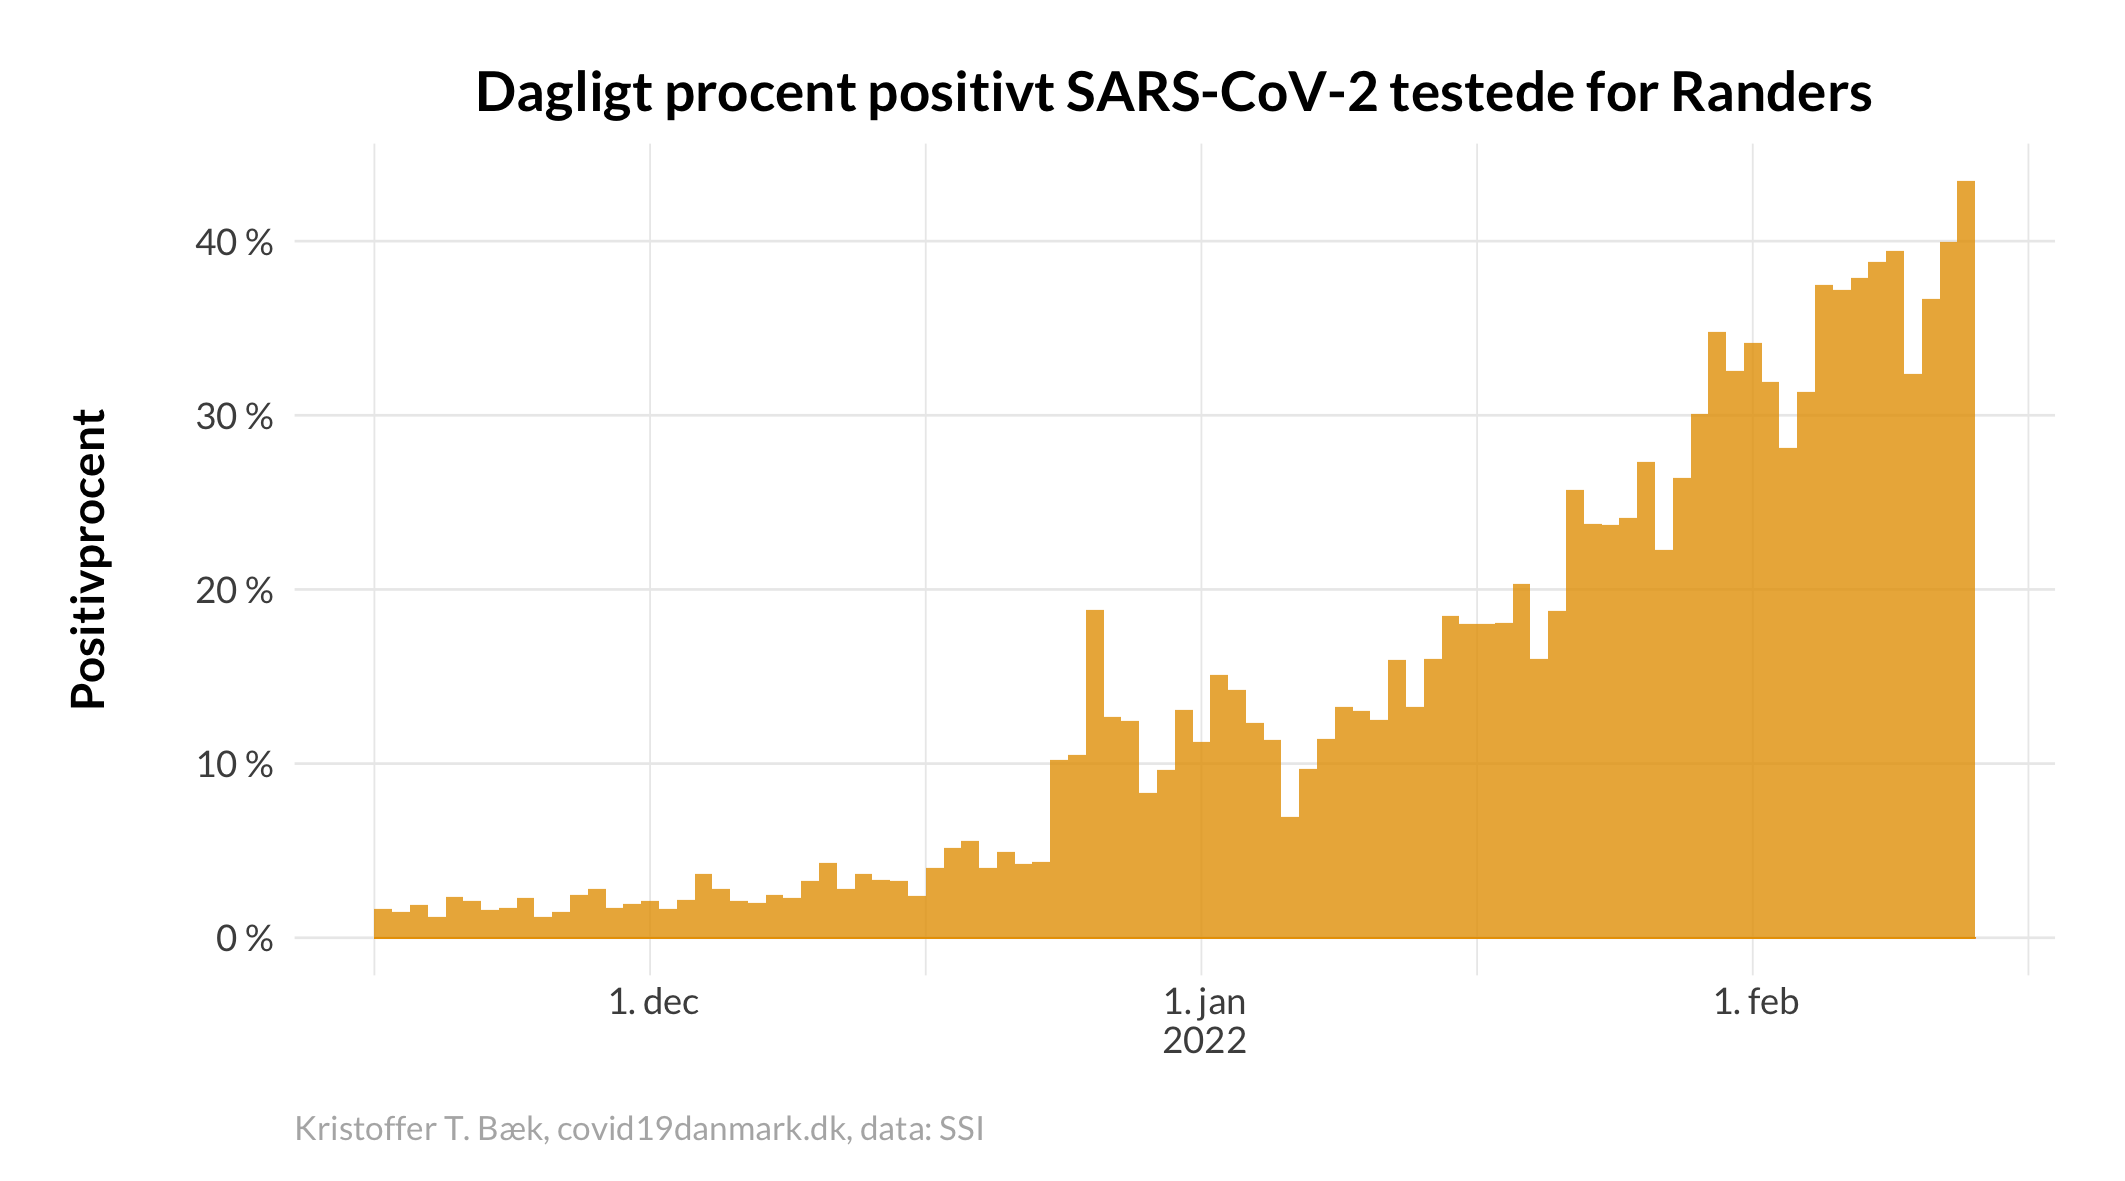 Dagligt procent positivt SARS-CoV-2 testede for Randers
Positivprocent
40 %
30 %
20 %
10 %
0 %
1. dec
1. jan
2022
1. feb
Kristoffer T. Bæk, covid19danmark.dk, data: SSI